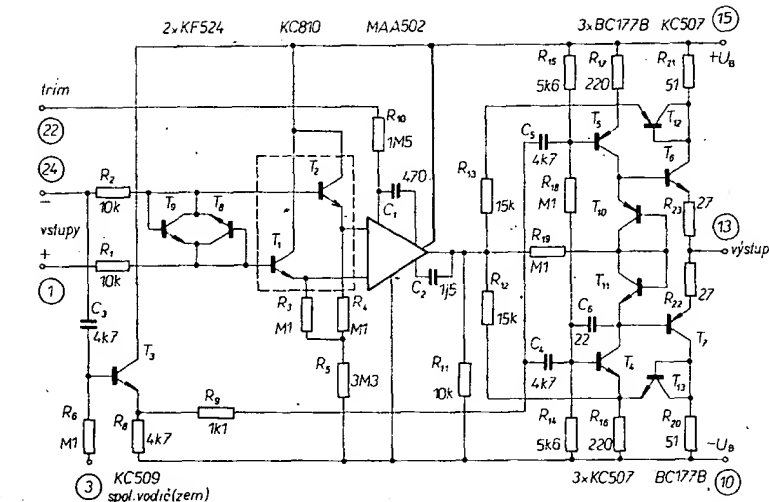 2×KF524 KC810 MAA502 3×BC177B KC507 15
+U_B
R15 5k6 R17 220 R21 51
trim
22
R10 1M5
T12
24
R2 10k
T9 T8
T2
C1 470
C5 4k7
T5
T6
R13 15k
R18 M1
R23 27
–
vstupy
+
R1 10k
1
T1
T10
13
výstup
R19 M1
C2 1j5
R3 M1
R4 M1
R12 15k
T11
R22 27
C3 4k7
C6 22
T7
T3
R5 3M3
R11 10k
C4 4k7
T4
T13
R6 M1
R8 4k7
R9 1k1
R14 5k6
R16 220
R20 51
–U_B
3
KC509
spol.vodič(zem)
3×KC507 BC177B 10